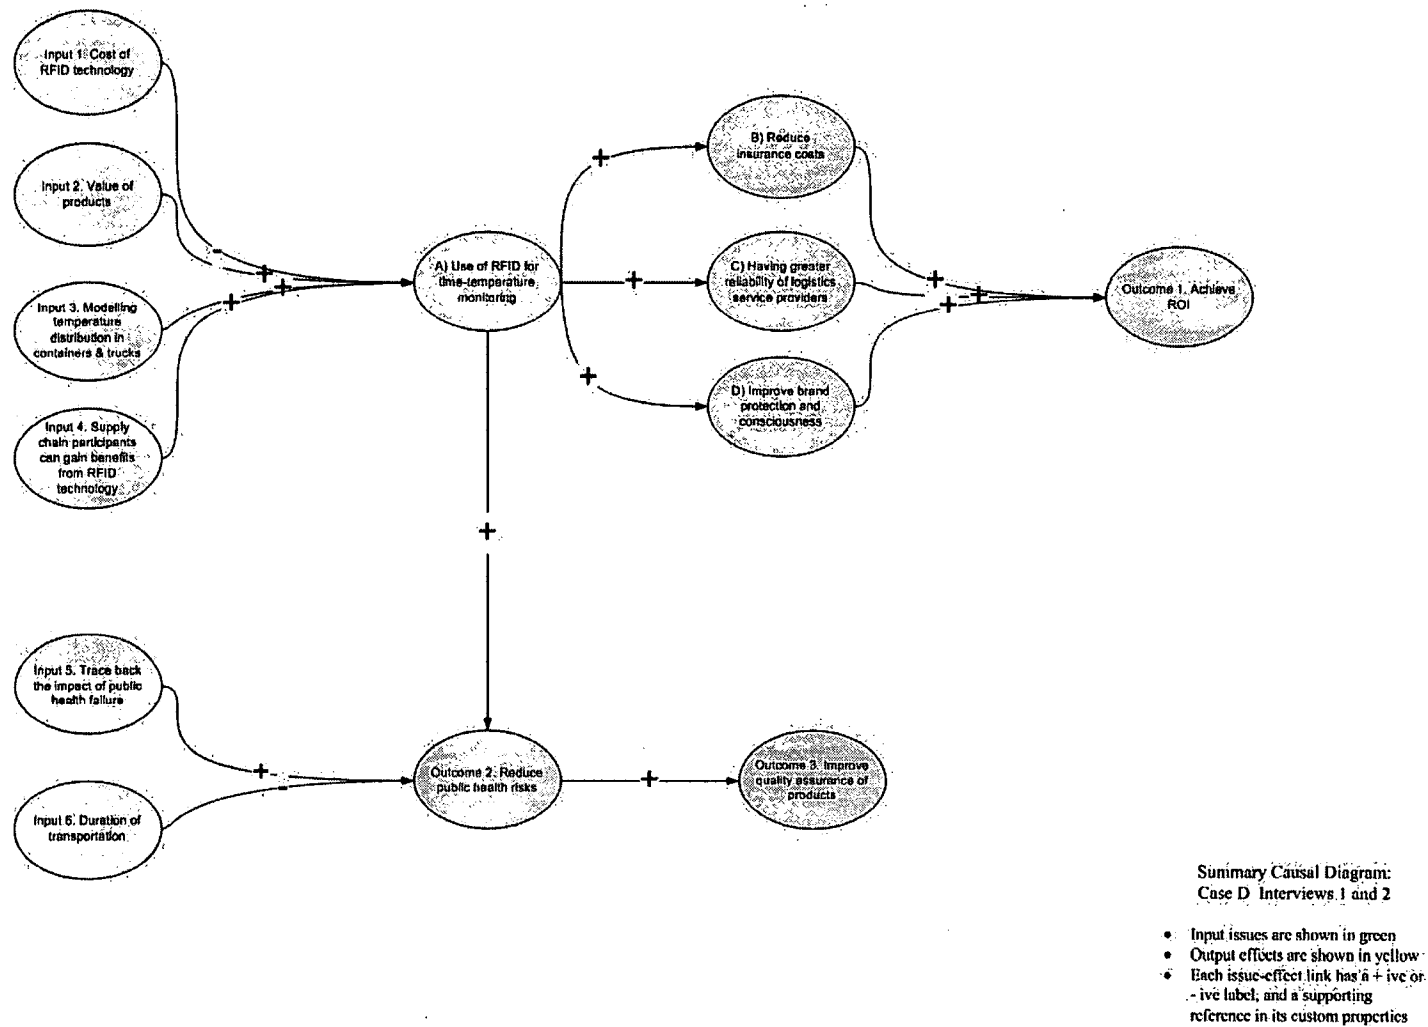 Input 1. Cost of
RFID technology
Input 2. Value of
products
Input 3. Modelling
temperature
distribution in
containers & trucks
Input 4. Supply
chain participants
can gain benefits
from RFID
technology
-
+
+
+
A) Use of RFID for
time-temperature
monitoring
+
+
+
B) Reduce
insurance costs
C) Having greater
reliability of logistics
service providers
D) Improve brand
protection and
consciousness
+
+
+
Outcome 1. Achieve
ROI
+
Input 5. Trace back
the impact of public
health failure
Input 6. Duration of
transportation
+
-
Outcome 2. Reduce
public health risks
+
Outcome 3. Improve
quality assurance of
products
Summary Causal Diagram:
Case D Interviews 1 and 2
• Input issues are shown in green
• Output effects are shown in yellow
• Each issue-effect link has a + ive or
- ive label; and a supporting
reference in its custom properties